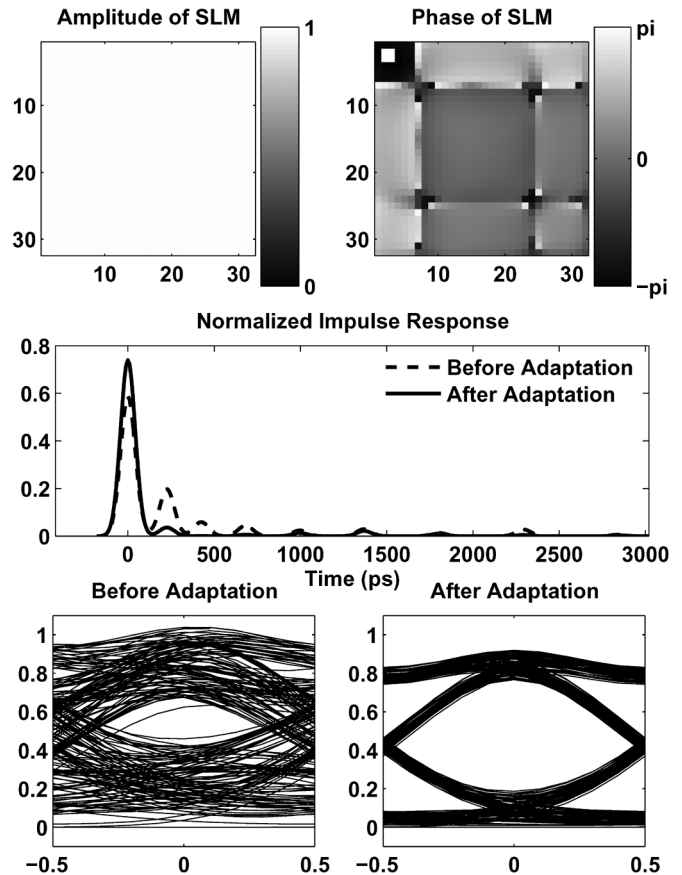 Amplitude of SLM
1
10
20
30
10 20 30
0
Phase of SLM
pi
10
20
30
0
10 20 30
−pi
Normalized Impulse Response
0.8
0.6
0.4
0.2
0
Before Adaptation
After Adaptation
0 500 1000 1500 2000 2500 3000
Time (ps)
Before Adaptation
1
0.8
0.6
0.4
0.2
0
−0.5 0 0.5
After Adaptation
1
0.8
0.6
0.4
0.2
0
−0.5 0 0.5